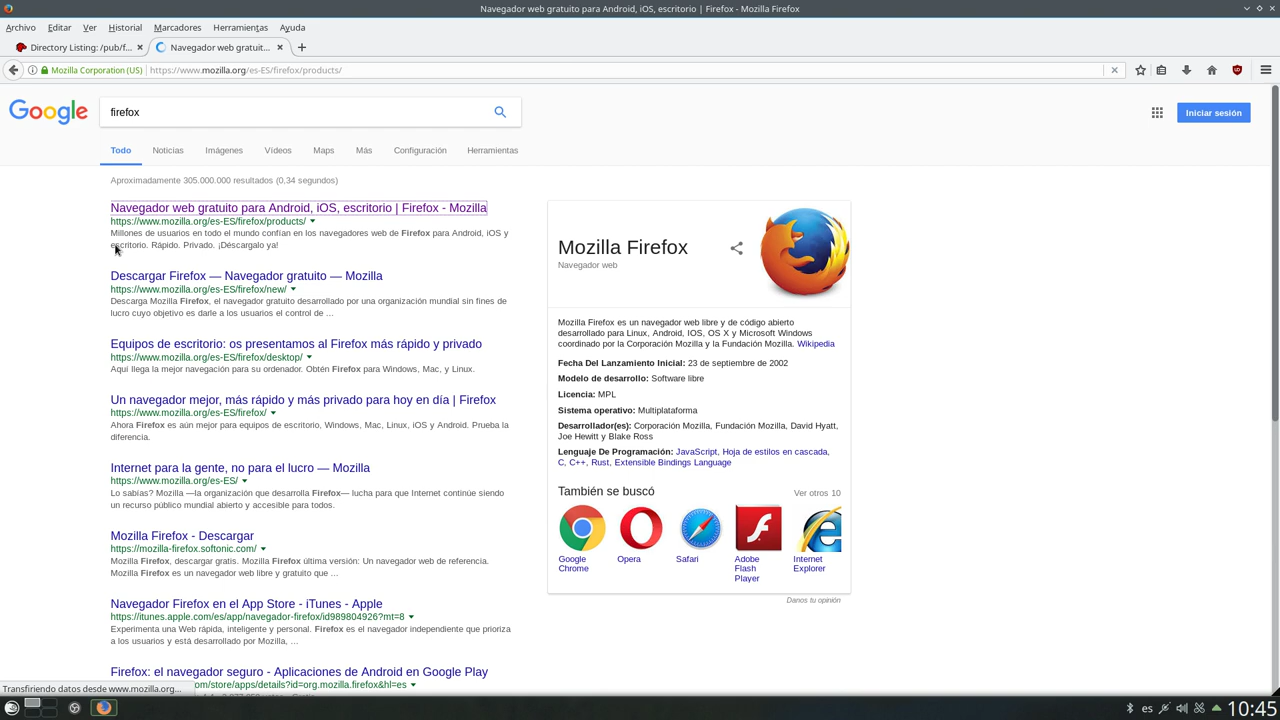 Navegador web gratuito para Android, iOS, escritorio | Firefox - Mozilla Firefox
Archivo Editar Ver Historial Marcadores Herramientas Ayuda
Directory Listing: /pub/f... Navegador web gratuit...
Mozilla Corporation (US) https://www.mozilla.org/es-ES/firefox/products/
Google firefox Iniciar sesión
Todo Noticias Imágenes Vídeos Maps Más Configuración Herramientas
Aproximadamente 305.000.000 resultados (0,34 segundos)
Navegador web gratuito para Android, iOS, escritorio | Firefox - Mozilla
https://www.mozilla.org/es-ES/firefox/products/
Millones de usuarios en todo el mundo confían en los navegadores web de Firefox para Android, iOS y
escritorio. Rápido. Privado. ¡Descárgalo ya!
Descargar Firefox — Navegador gratuito — Mozilla
https://www.mozilla.org/es-ES/firefox/new/
Descarga Mozilla Firefox, el navegador gratuito desarrollado por una organización mundial sin fines de
lucro cuyo objetivo es darle a los usuarios el control de ...
Equipos de escritorio: os presentamos al Firefox más rápido y privado
https://www.mozilla.org/es-ES/firefox/desktop/
Aquí llega la mejor navegación para su ordenador. Obtén Firefox para Windows, Mac, y Linux.
Un navegador mejor, más rápido y más privado para hoy en día | Firefox
https://www.mozilla.org/es-ES/firefox/
Ahora Firefox es aún mejor para equipos de escritorio, Windows, Mac, Linux, iOS y Android. Prueba la
diferencia.
Internet para la gente, no para el lucro — Mozilla
https://www.mozilla.org/es-ES/
Lo sabías? Mozilla —la organización que desarrolla Firefox— lucha para que Internet continúe siendo
un recurso público mundial abierto y accesible para todos.
Mozilla Firefox - Descargar
https://mozilla-firefox.softonic.com/
Mozilla Firefox, descargar gratis. Mozilla Firefox última versión: Un navegador web de referencia.
Mozilla Firefox es un navegador web libre y gratuito que ...
Navegador Firefox en el App Store - iTunes - Apple
https://itunes.apple.com/es/app/navegador-firefox/id989804926?mt=8
Experimenta una Web rápida, inteligente y personal. Firefox es el navegador independiente que prioriza
a los usuarios y está desarrollado por Mozilla, ...
Firefox: el navegador seguro - Aplicaciones de Android en Google Play
om/store/apps/details?id=org.mozilla.firefox&hl=es
Mozilla Firefox
Navegador web
Mozilla Firefox es un navegador web libre y de código abierto
desarrollado para Linux, Android, IOS, OS X y Microsoft Windows
coordinado por la Corporación Mozilla y la Fundación Mozilla. Wikipedia
Fecha Del Lanzamiento Inicial: 23 de septiembre de 2002
Modelo de desarrollo: Software libre
Licencia: MPL
Sistema operativo: Multiplataforma
Desarrollador(es): Corporación Mozilla, Fundación Mozilla, David Hyatt,
Joe Hewitt y Blake Ross
Lenguaje De Programación: JavaScript, Hoja de estilos en cascada,
C, C++, Rust, Extensible Bindings Language
También se buscó Ver otros 10
Google
Chrome
Opera
Safari
Adobe
Flash
Player
Internet
Explorer
Danos tu opinión
Transfiriendo datos desde www.mozilla.org...
es 10:45